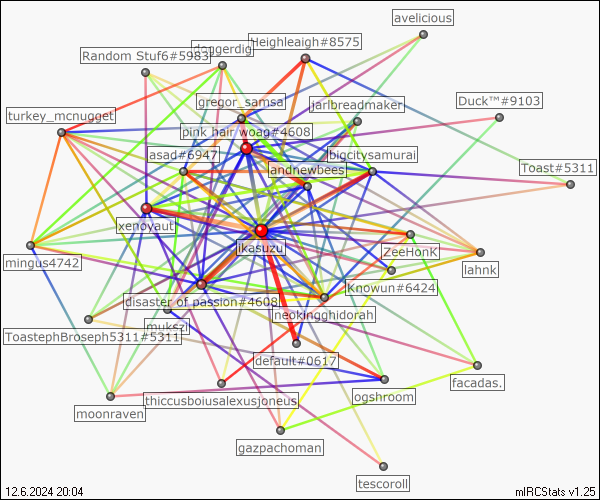 avelicious
Heighleaigh#8575
doggerdig
Random Stuf6#5983
Duck™#9103
gregor_samsa
jarlbreadmaker
turkey_mcnugget
pink hair woag#4608
asad#6947
bigcitysamurai
andnewbees
Toast#5311
xenoyaut
ikasuzu
ZeeHonK
mingus4742
lahnk
Knowun#6424
disaster of passion#4608
neokingghidorah
mukszi
ToastephBroseph5311#5311
default#0617
facadas.
thiccusboiusalexusjoneus
ogshroom
moonraven
gazpachoman
tescoroll
12.6.2024 20:04
mIRCStats v1.25